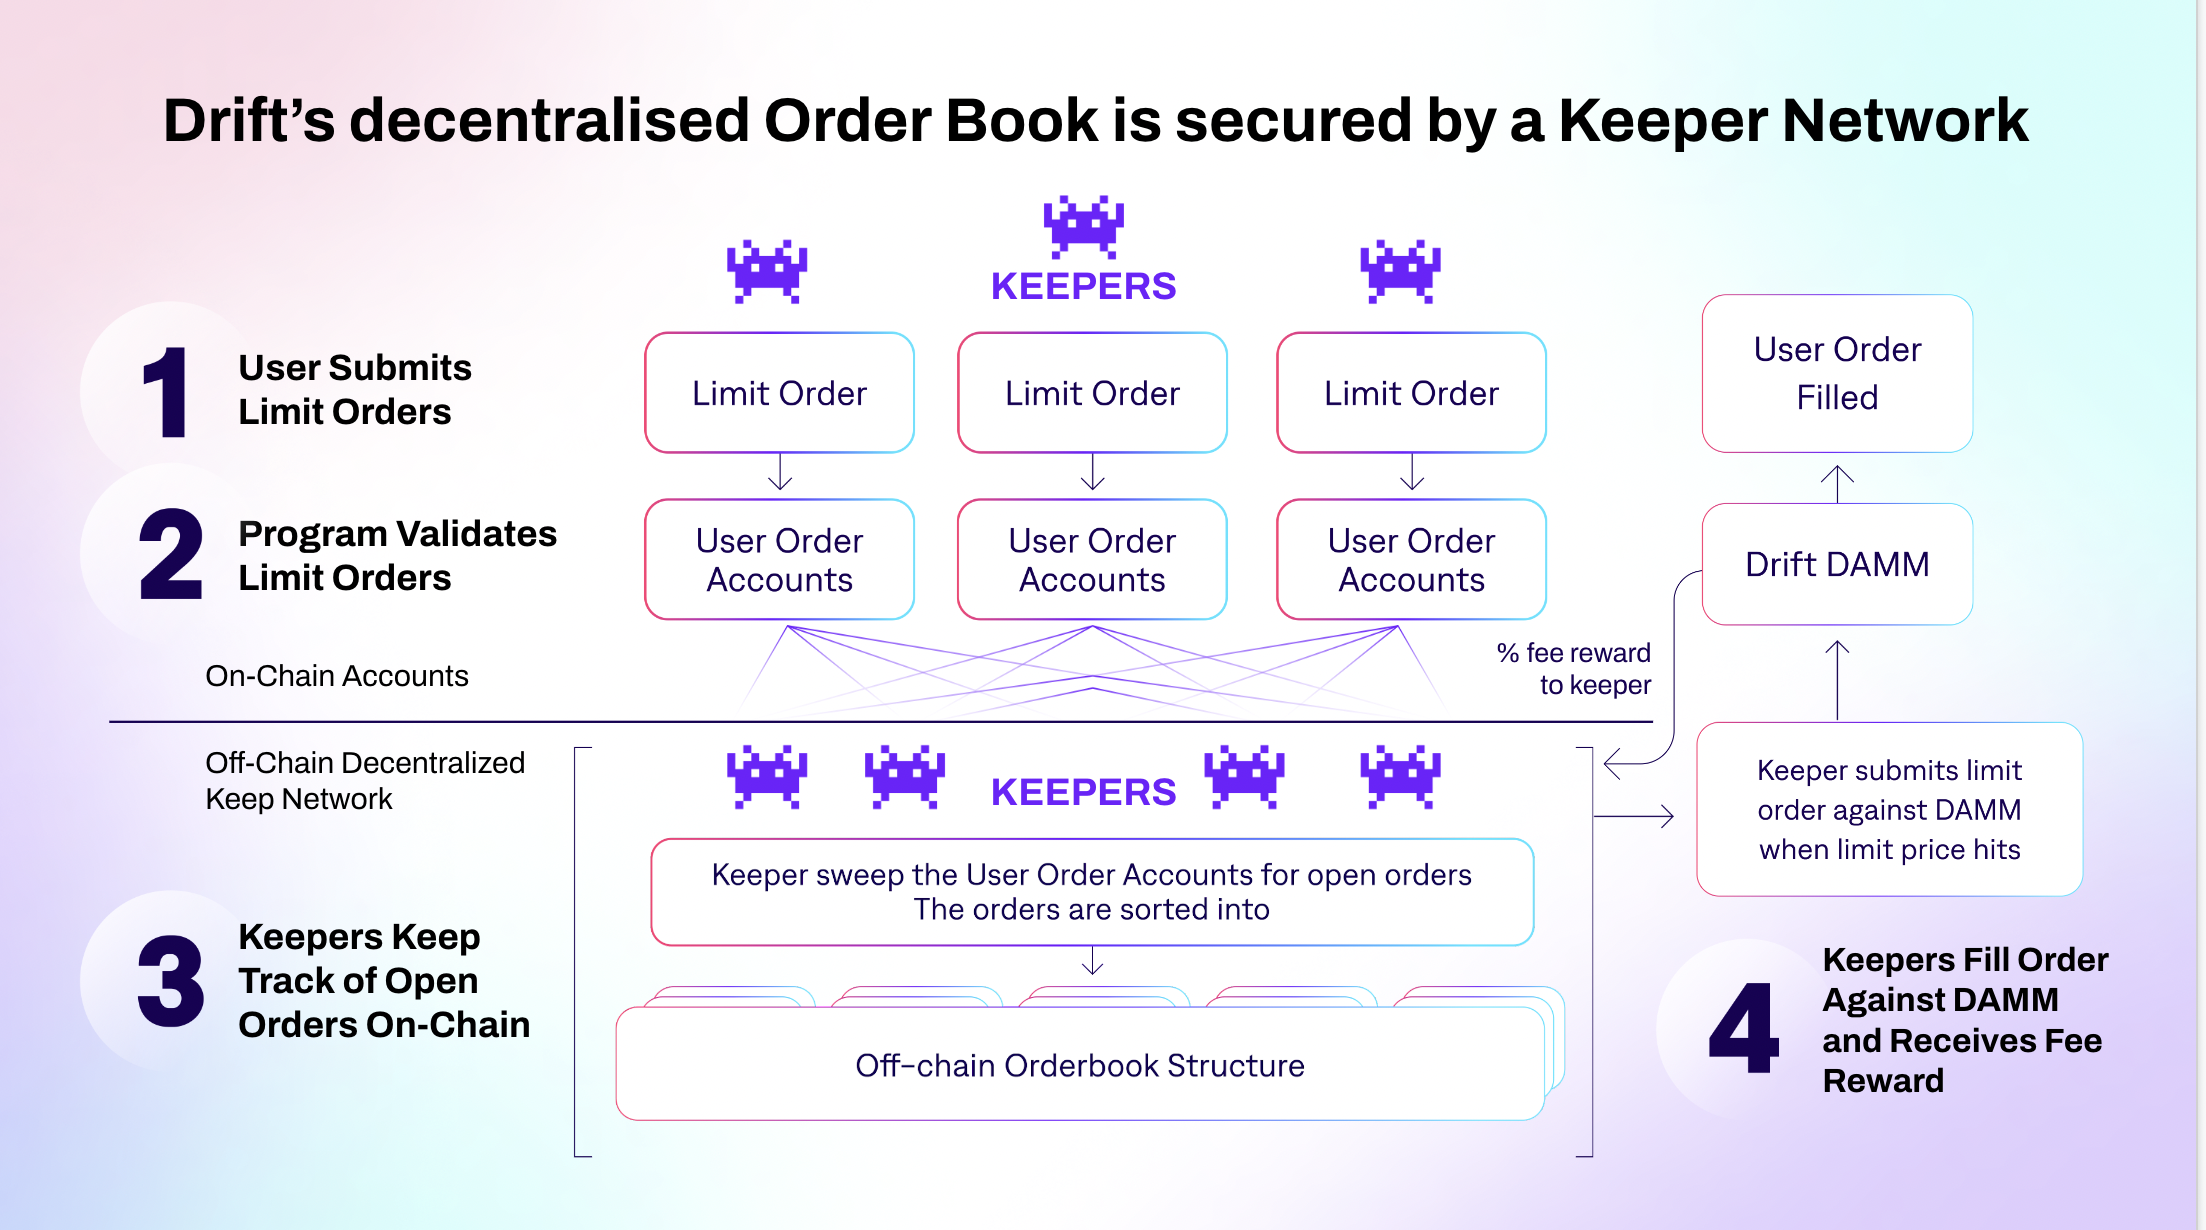 Drift’s decentralised Order Book is secured by a Keeper Network
KEEPERS
1
User Submits
Limit Orders
Limit Order
Limit Order
Limit Order
2
Program Validates
Limit Orders
User Order
Accounts
User Order
Accounts
User Order
Accounts
On-Chain Accounts
Off-Chain Decentralized
Keep Network
KEEPERS
3
Keepers Keep
Track of Open
Orders On-Chain
Keeper sweep the User Order Accounts for open orders
The orders are sorted into
Off-chain Orderbook Structure
User Order
Filled
Drift DAMM
% fee reward
to keeper
Keeper submits limit
order against DAMM
when limit price hits
4
Keepers Fill Order
Against DAMM
and Receives Fee
Reward